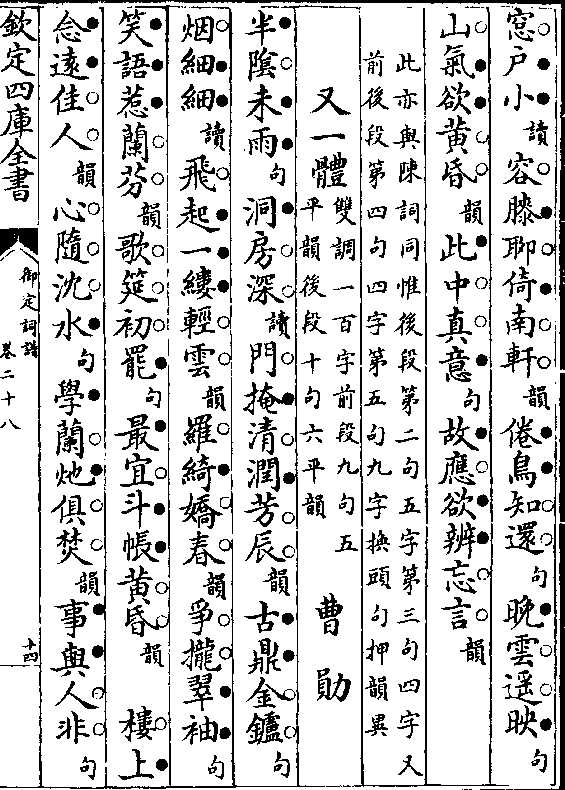 窓户小讀容膝聊倚南軒韻倦鳥知還句晚雲遥映句
山氣欲黄昏韻此中真意句故應欲辨忘言韻
此亦與陳詞同惟後段第二句五字第三句四字又
前後段第四句四字第五句九字換頭句押韻異
又一體雙調一百字前段九句五平韻後段十句六平韻 曹勛
半陰未雨句洞房深讀門掩清潤芳辰韻古鼎金鑪句
烟細細讀飛起一縷輕雲韻羅綺嬌春韻爭攏翠袖句
笑語惹蘭芬韻歌筵初罷句最宜斗帳黄昏韻 樓上
念遠佳人韻心隨沈水句學蘭灺俱焚韻事與人非句
欽定四庫全書 御定詞譜卷二十八 十四